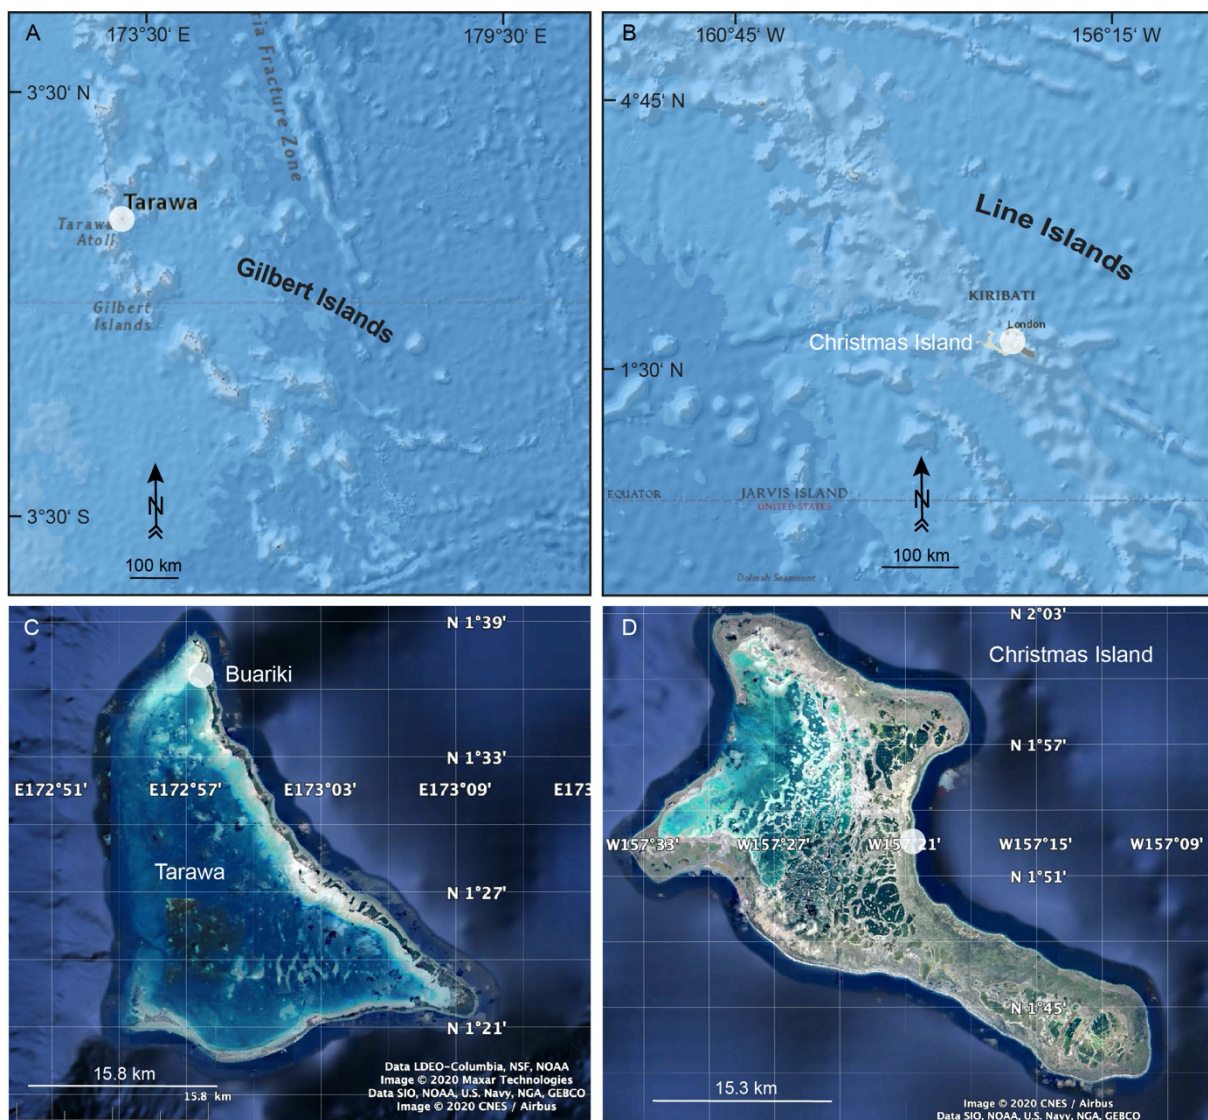 A
173°30‘ E
179°30‘ E
ia Fracture Zone
3°30‘ N
Tarawa
Tarawa
Atoll
Gilbert Islands
Gilbert
Islands
3°30‘ S
N
100 km
B
160°45‘ W
156°15‘ W
4°45‘ N
Line Islands
KIRIBATI
London
Christmas Island
1°30‘ N
EQUATOR
JARVIS ISLAND
UNITED STATES
N
100 km
Dolmah Seamount
C
N 1°39'
Buariki
N 1°33'
E172°51'
E172°57'
E173°03'
E173°09'
E173
Tarawa
N 1°27'
N 1°21'
15.8 km
15.8 km
Data LDEO-Columbia, NSF, NOAA
Image © 2020 Maxar Technologies
Data SIO, NOAA, U.S. Navy, NGA, GEBCO
Image © 2020 CNES / Airbus
D
N 2°03'
Christmas Island
N 1°57'
W157°33'
W157°27'
W157°21'
W157°15'
W157°09'
N 1°51'
N 1°45'
15.3 km
Image © 2020 CNES / Airbus
Data SIO, NOAA, U.S. Navy, NGA, GEBCO